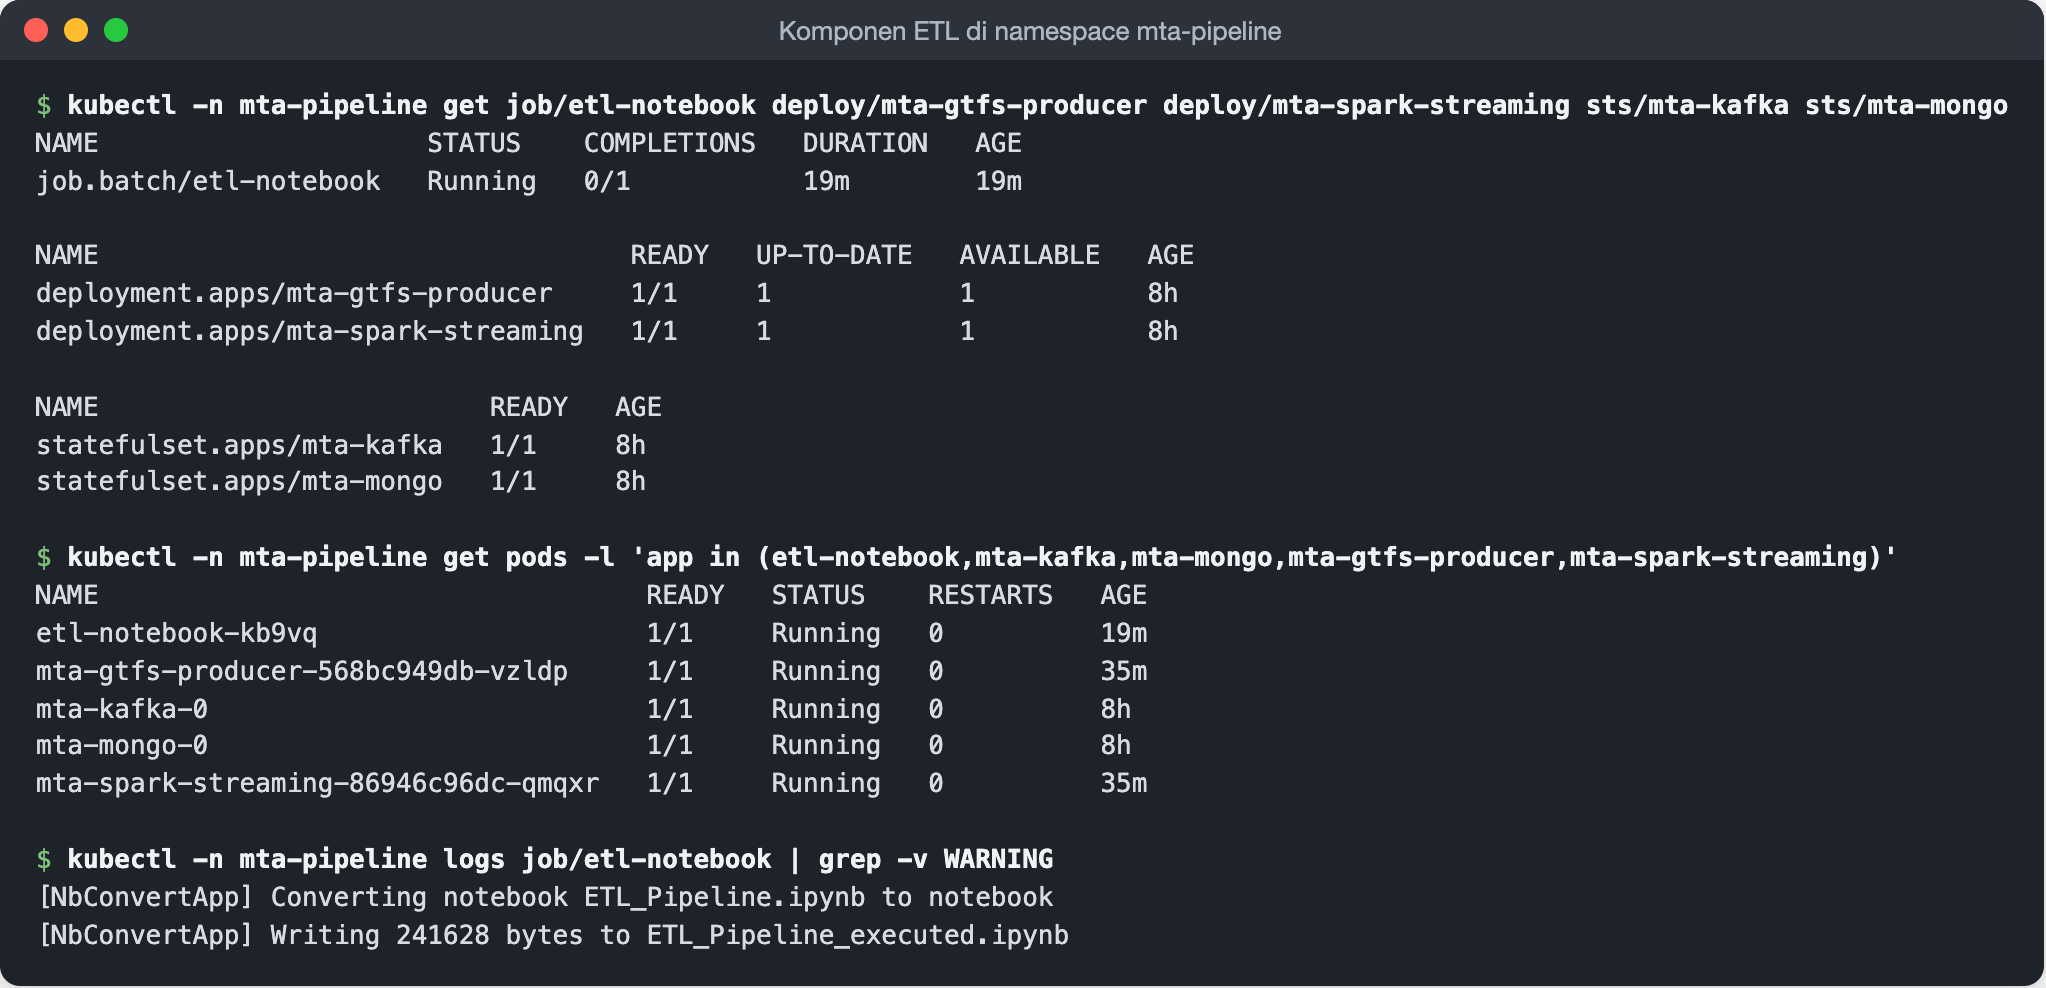 Komponen ETL di namespace mta-pipeline
$ kubectl -n mta-pipeline get job/etl-notebook deploy/mta-gtfs-producer deploy/mta-spark-streaming sts/mta-kafka sts/mta-mongo
NAME                     STATUS    COMPLETIONS   DURATION   AGE
job.batch/etl-notebook   Running   0/1           19m        19m
NAME                                  READY   UP-TO-DATE   AVAILABLE   AGE
deployment.apps/mta-gtfs-producer     1/1     1            1           8h
deployment.apps/mta-spark-streaming   1/1     1            1           8h
NAME                         READY   AGE
statefulset.apps/mta-kafka   1/1     8h
statefulset.apps/mta-mongo   1/1     8h
$ kubectl -n mta-pipeline get pods -l 'app in (etl-notebook,mta-kafka,mta-mongo,mta-gtfs-producer,mta-spark-streaming)'
NAME                                   READY   STATUS    RESTARTS   AGE
etl-notebook-kb9vq                     1/1     Running   0          19m
mta-gtfs-producer-568bc949db-vzldp     1/1     Running   0          35m
mta-kafka-0                            1/1     Running   0          8h
mta-mongo-0                            1/1     Running   0          8h
mta-spark-streaming-86946c96dc-qmqxr   1/1     Running   0          35m
$ kubectl -n mta-pipeline logs job/etl-notebook | grep -v WARNING
[NbConvertApp] Converting notebook ETL_Pipeline.ipynb to notebook
[NbConvertApp] Writing 241628 bytes to ETL_Pipeline_executed.ipynb